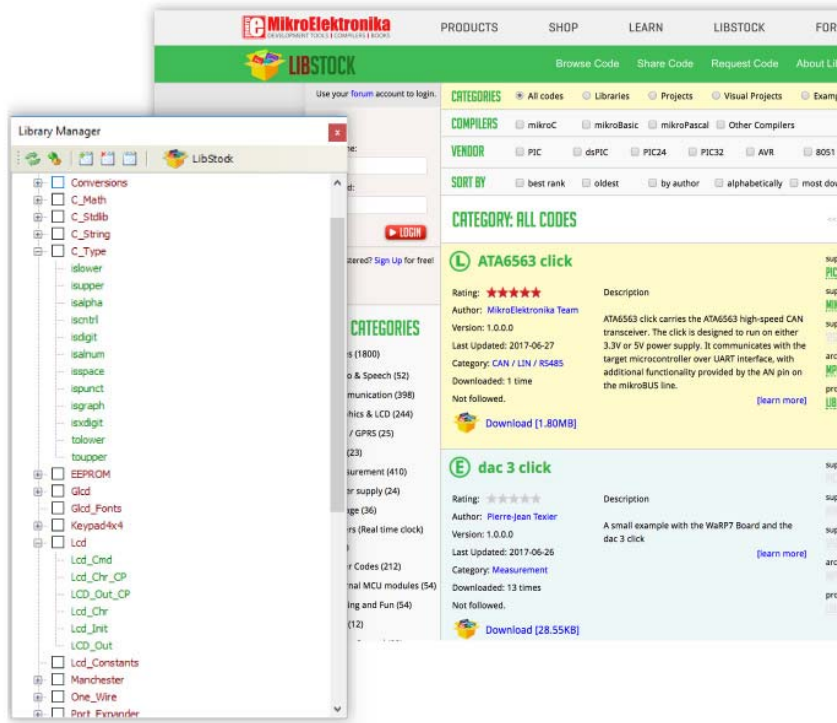 MikroElektronika
DEVELOPMENT TOOLS | COMPILERS | BOOKS
PRODUCTS SHOP LEARN LIBSTOCK FOR
LIBSTOCK
Browse Code Share Code Request Code About Lib
Use your forum account to login.
LOGIN
Sign Up for free!
CATEGORIES
(1800)
& Speech (52)
(398)
& LCD (244)
/ GPRS (25)
(23)
(410)
supply (24)
(36)
(Real time clock)
Codes (212)
MCU modules (54)
and Fun (54)
(12)
CATEGORIES All codes Libraries Projects Visual Projects Examp
COMPILERS mikroC mikroBasic mikroPascal Other Compilers
VENDOR PIC dsPIC PIC24 PIC32 AVR 8051
SORT BY best rank oldest by author alphabetically most dow
CATEGORY: ALL CODES
L ATA6563 click
Rating:
Author: MikroElektronika Team
Version: 1.0.0.0
Last Updated: 2017-06-27
Category: CAN / LIN / RS485
Downloaded: 1 time
Not followed.
Download [1.80MB]
Description
ATA6563 click carries the ATA6563 high-speed CAN
transceiver. The click is designed to run on either
3.3V or 5V power supply. It communicates with the
target microcontroller over UART interface, with
additional functionality provided by the AN pin on
the mikroBUS line.
[learn more]
E dac 3 click
Rating:
Author: Pierre-Jean Texier
Version: 1.0.0.0
Last Updated: 2017-06-26
Category: Measurement
Downloaded: 13 times
Not followed.
Download [28.55KB]
Description
A small example with the WaRP7 Board and the
dac 3 click
[learn more]
Library Manager
LibStock
Conversions
C_Math
C_Stdlib
C_String
C_Type
islower
isupper
isalpha
iscntrl
isdigit
isalnum
isspace
ispunct
isgraph
isxdigit
tolower
toupper
EEPROM
Glcd
Glcd_Fonts
Keypad4x4
Lcd
Lcd_Cmd
Lcd_Chr_CP
LCD_Out_CP
Lcd_Chr
Lcd_Init
LCD_Out
Lcd_Constants
Manchester
One_Wire
Port_Expander